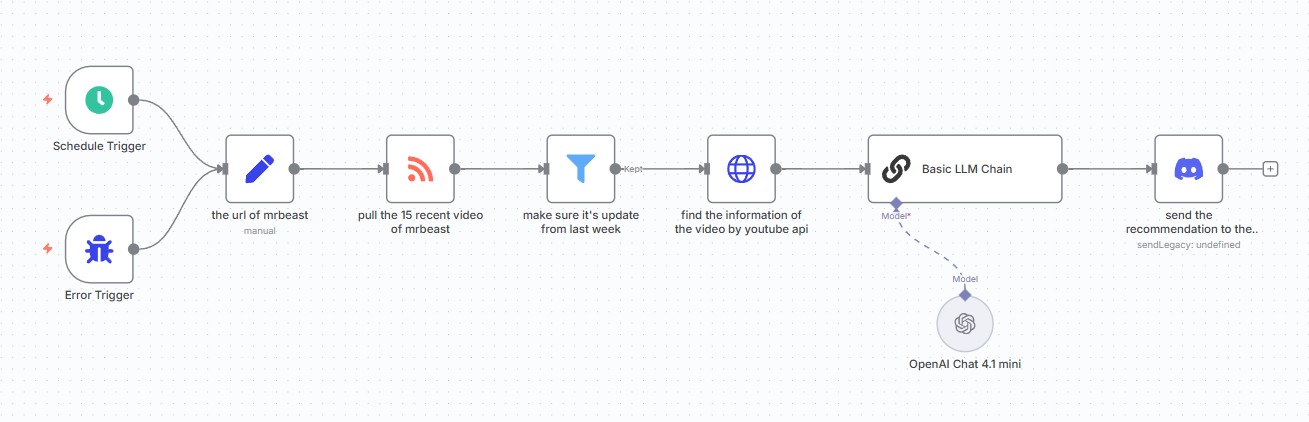 Schedule Trigger
Error Trigger
the url of mrbeast
manual
pull the 15 recent video
of mrbeast
make sure it's update
from last week
Kept
find the information of
the video by youtube api
Basic LLM Chain
Model*
Model
OpenAI Chat 4.1 mini
send the
recommendation to the..
sendLegacy: undefined